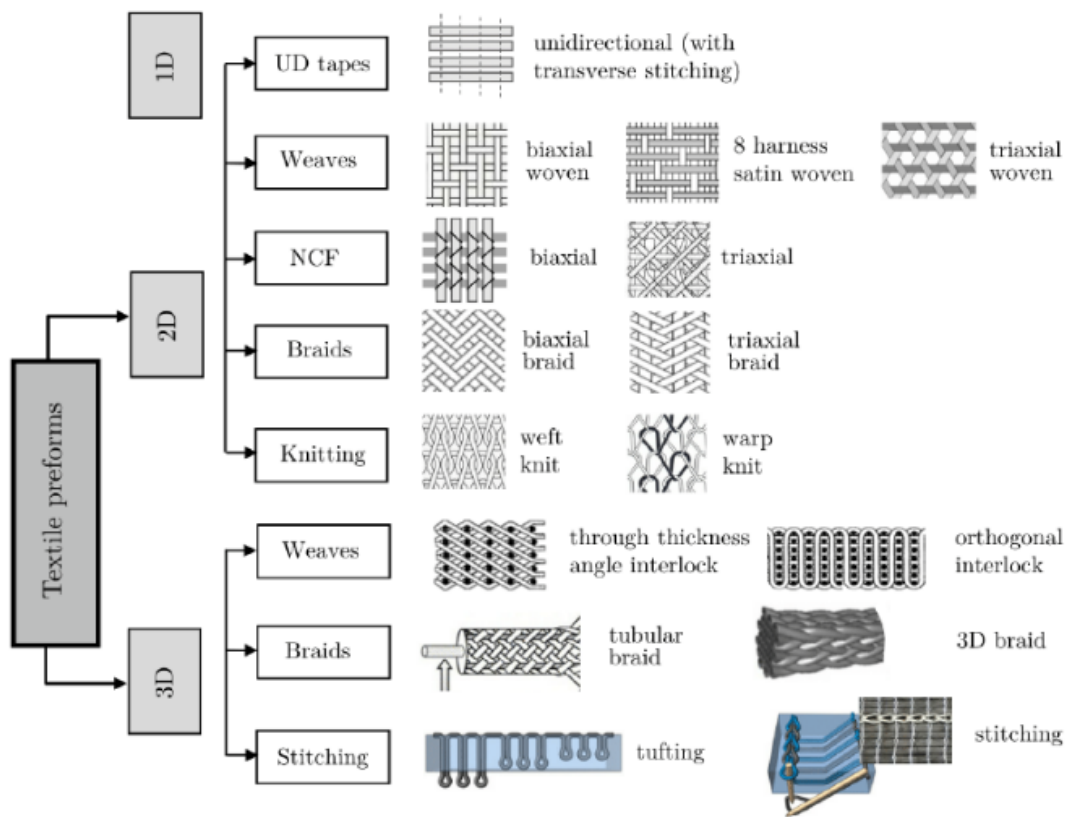 1D
UD tapes
unidirectional (with
transverse stitching)
Weaves
biaxial
woven
8 harness
satin woven
triaxial
woven
NCF
biaxial
triaxial
2D
Braids
biaxial
braid
triaxial
braid
Knitting
weft
knit
warp
knit
Textile preforms
Weaves
through thickness
angle interlock
orthogonal
interlock
3D
Braids
tubular
braid
3D braid
Stitching
tufting
stitching